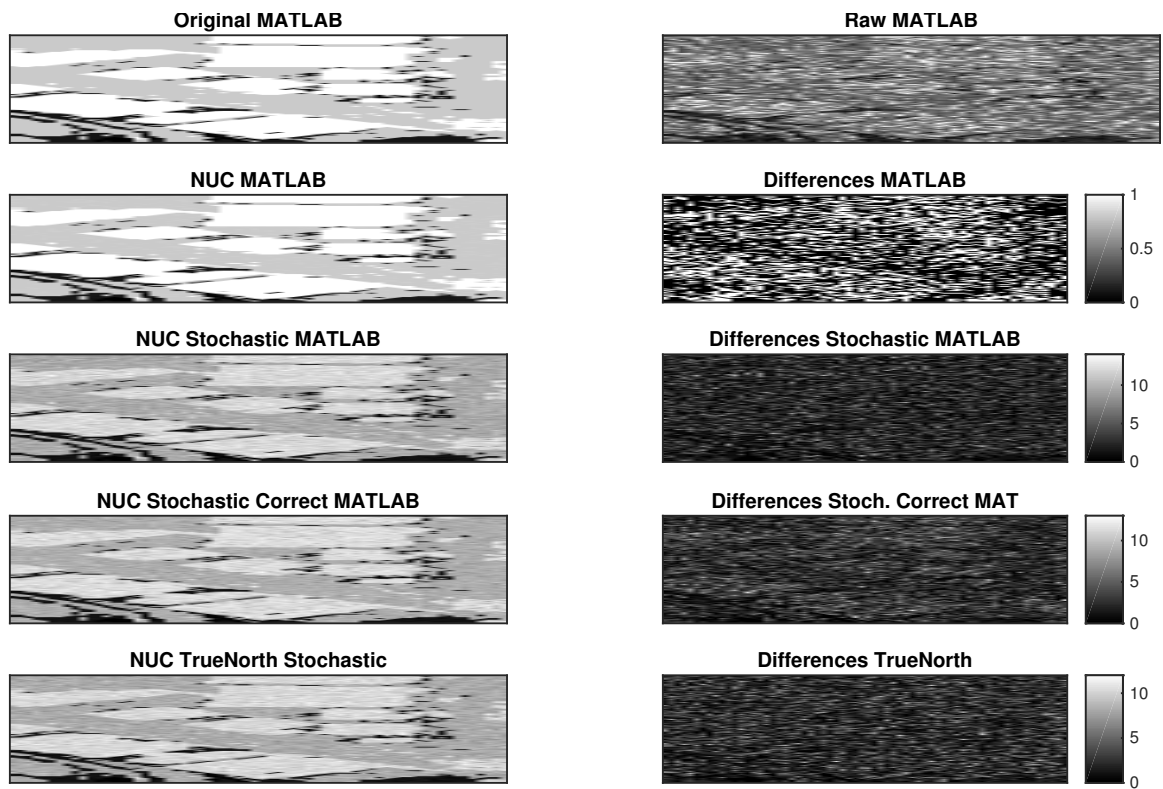 Original MATLAB
Raw MATLAB
NUC MATLAB
Differences MATLAB
1
0.5
0
NUC Stochastic MATLAB
Differences Stochastic MATLAB
10
5
0
NUC Stochastic Correct MATLAB
Differences Stoch. Correct MAT
10
5
0
NUC TrueNorth Stochastic
Differences TrueNorth
10
5
0